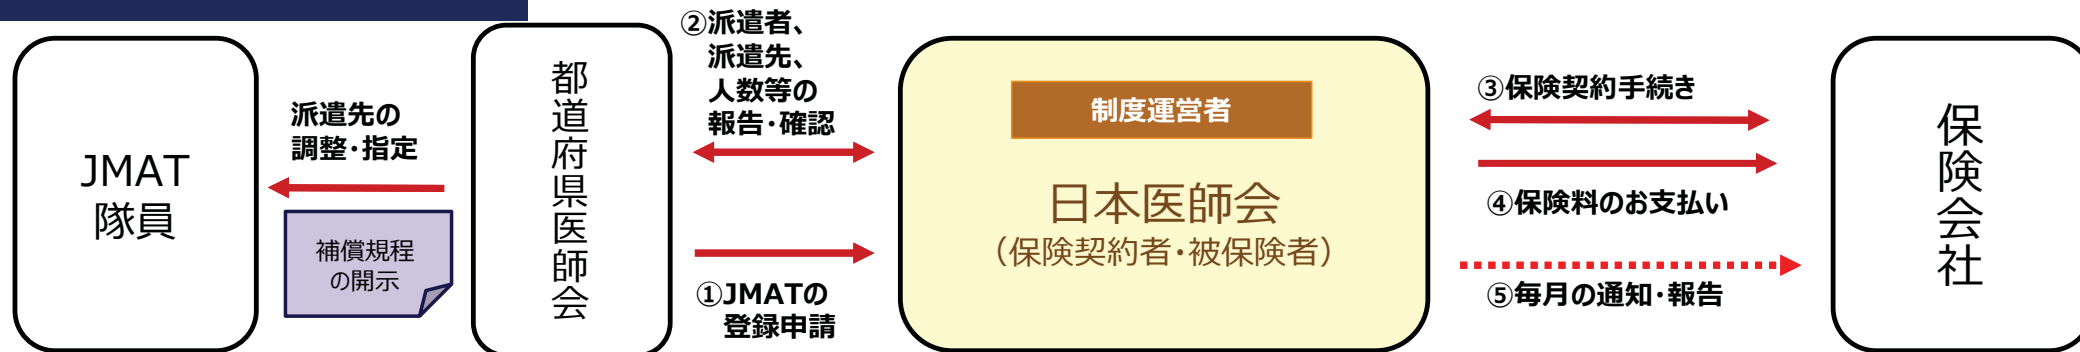 JMAT
隊員
派遣先の
調整・指定
補償規程
の開示
都道府県医師会
②派遣者、
派遣先、
人数等の
報告・確認
①JMATの
登録申請
制度運営者
日本医師会
（保険契約者・被保険者）
③保険契約手続き
④保険料のお支払い
⑤毎月の通知・報告
保険会社